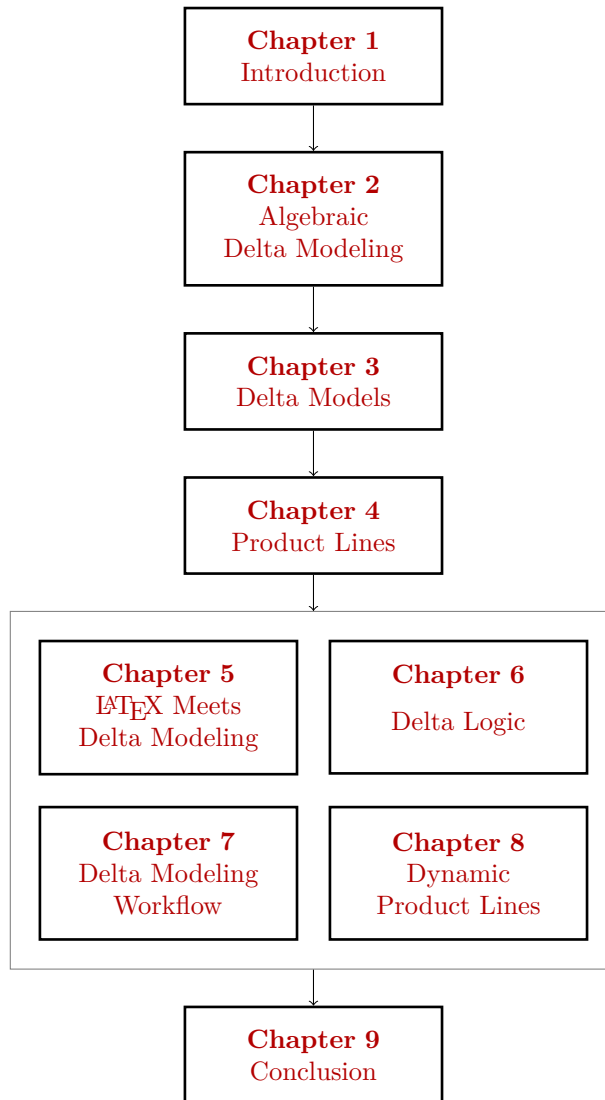 Chapter 1
Introduction
Chapter 2
Algebraic
Delta Modeling
Chapter 3
Delta Models
Chapter 4
Product Lines
Chapter 5
LATEX Meets
Delta Modeling
Chapter 6
Delta Logic
Chapter 7
Delta Modeling
Workflow
Chapter 8
Dynamic
Product Lines
Chapter 9
Conclusion